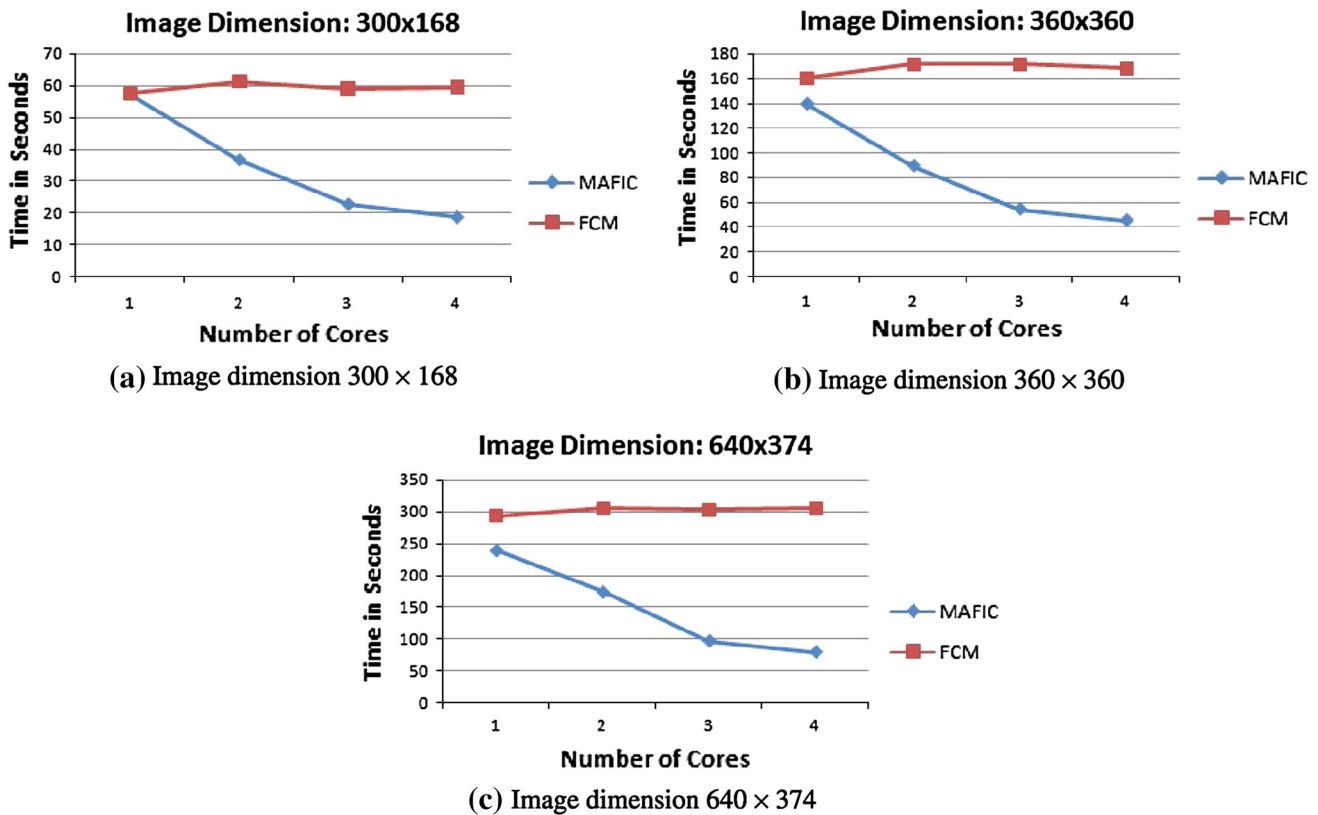 Image Dimension: 300x168
Time in Seconds
70
60
50
40
30
20
10
0
1 2 3 4
Number of Cores
MAFIC
FCM
(a) Image dimension 300 × 168
Image Dimension: 360x360
Time in Seconds
180
160
140
120
100
80
60
40
20
0
1 2 3 4
Number of Cores
MAFIC
FCM
(b) Image dimension 360 × 360
Image Dimension: 640x374
Time in Seconds
350
300
250
200
150
100
50
0
1 2 3 4
Number of Cores
MAFIC
FCM
(c) Image dimension 640 × 374